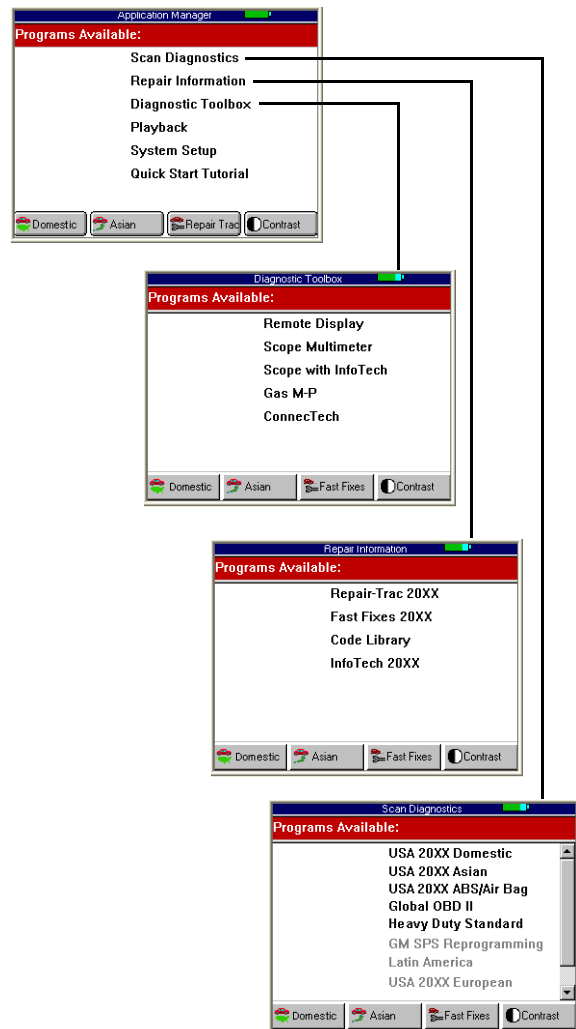 Application Manager
Programs Available:
Scan Diagnostics
Repair Information
Diagnostic Toolbox
Playback
System Setup
Quick Start Tutorial
Domestic Asian Repair Trac Contrast
Diagnostic Toolbox
Programs Available:
Remote Display
Scope Multimeter
Scope with InfoTech
Gas M-P
ConnecTech
Domestic Asian Fast Fixes Contrast
Repair Information
Programs Available:
Repair-Trac 20XX
Fast Fixes 20XX
Code Library
InfoTech 20XX
Domestic Asian Fast Fixes Contrast
Scan Diagnostics
Programs Available:
USA 20XX Domestic
USA 20XX Asian
USA 20XX ABS/Air Bag
Global OBD II
Heavy Duty Standard
GM SPS Reprogramming
Latin America
USA 20XX European
Domestic Asian Fast Fixes Contrast